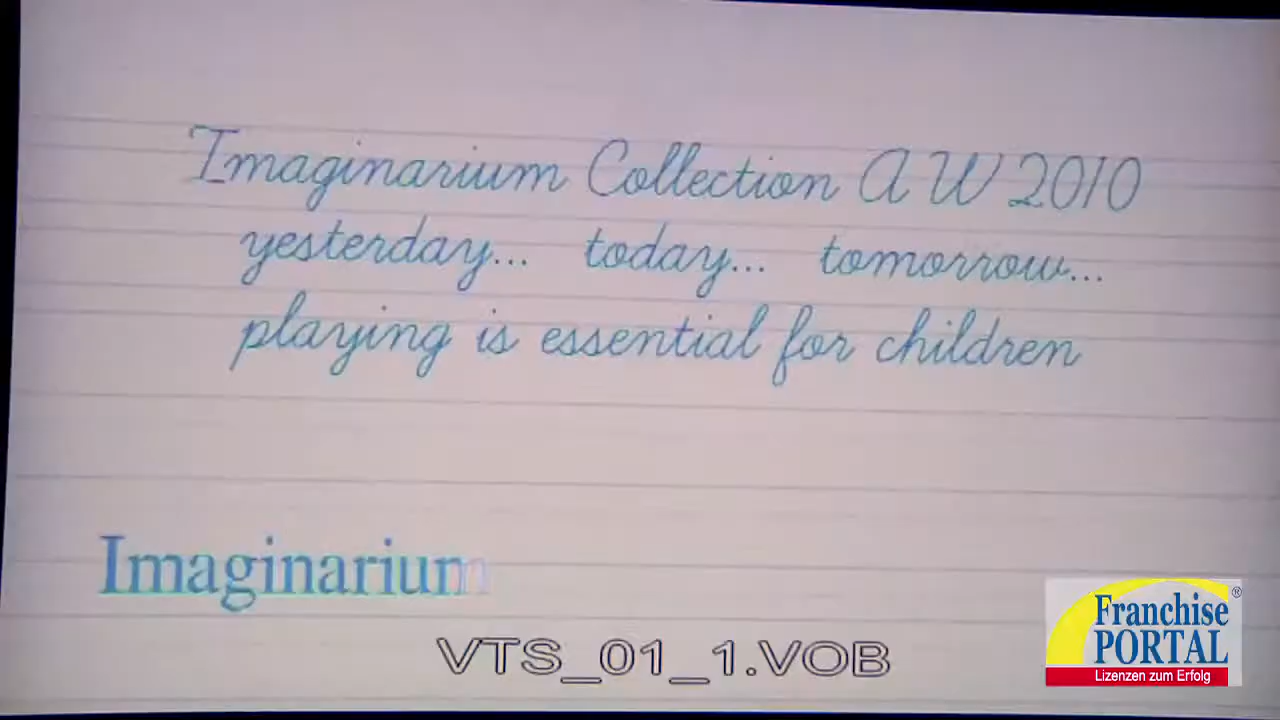 Imaginarium Collection AW 2010
yesterday... today... tomorrow...
playing is essential for children
Imaginarium
VTS_01_1.VOB
Franchise ®
PORTAL
Lizenzen zum Erfolg